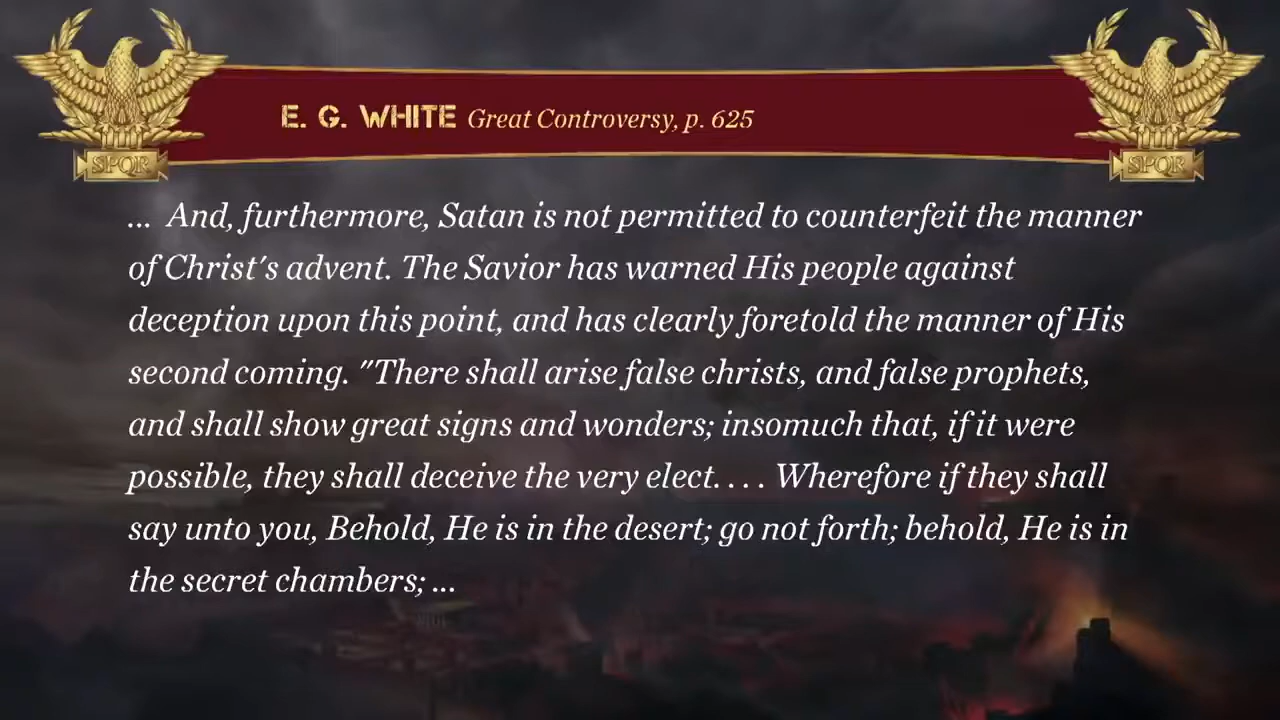 E. G. WHITE Great Controversy, p. 625
SPQR
SPQR
... And, furthermore, Satan is not permitted to counterfeit the manner
of Christ's advent. The Savior has warned His people against
deception upon this point, and has clearly foretold the manner of His
second coming. "There shall arise false christs, and false prophets,
and shall show great signs and wonders; insomuch that, if it were
possible, they shall deceive the very elect. . . . Wherefore if they shall
say unto you, Behold, He is in the desert; go not forth; behold, He is in
the secret chambers; ...